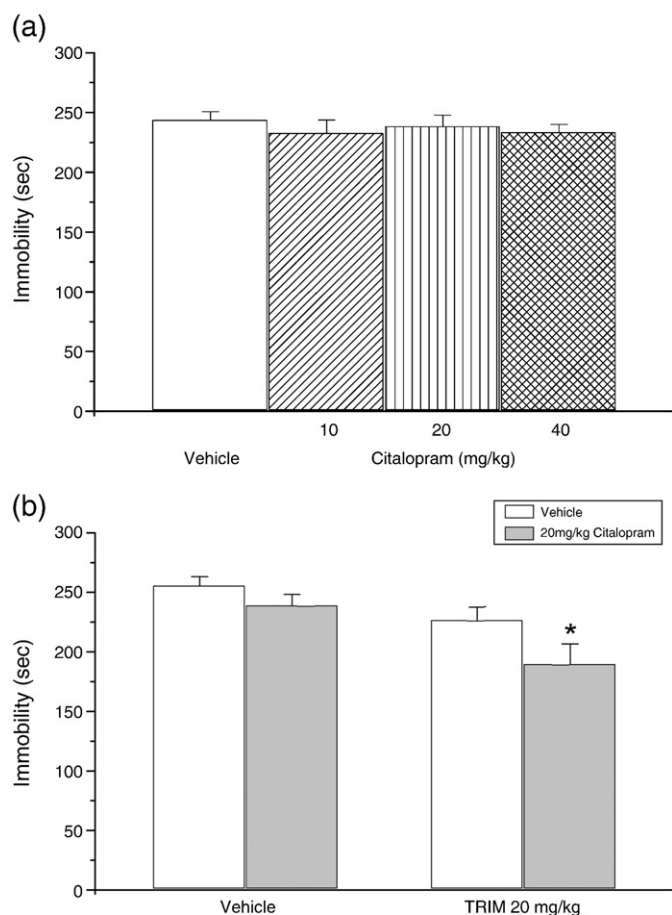 (a)
300
250
200
150
100
50
0
Immobility (sec)
10 20 40
Vehicle Citalopram (mg/kg)
(b)
Vehicle
20mg/kg Citalopram
300
250
200
150
100
50
0
Immobility (sec)
*
Vehicle TRIM 20 mg/kg